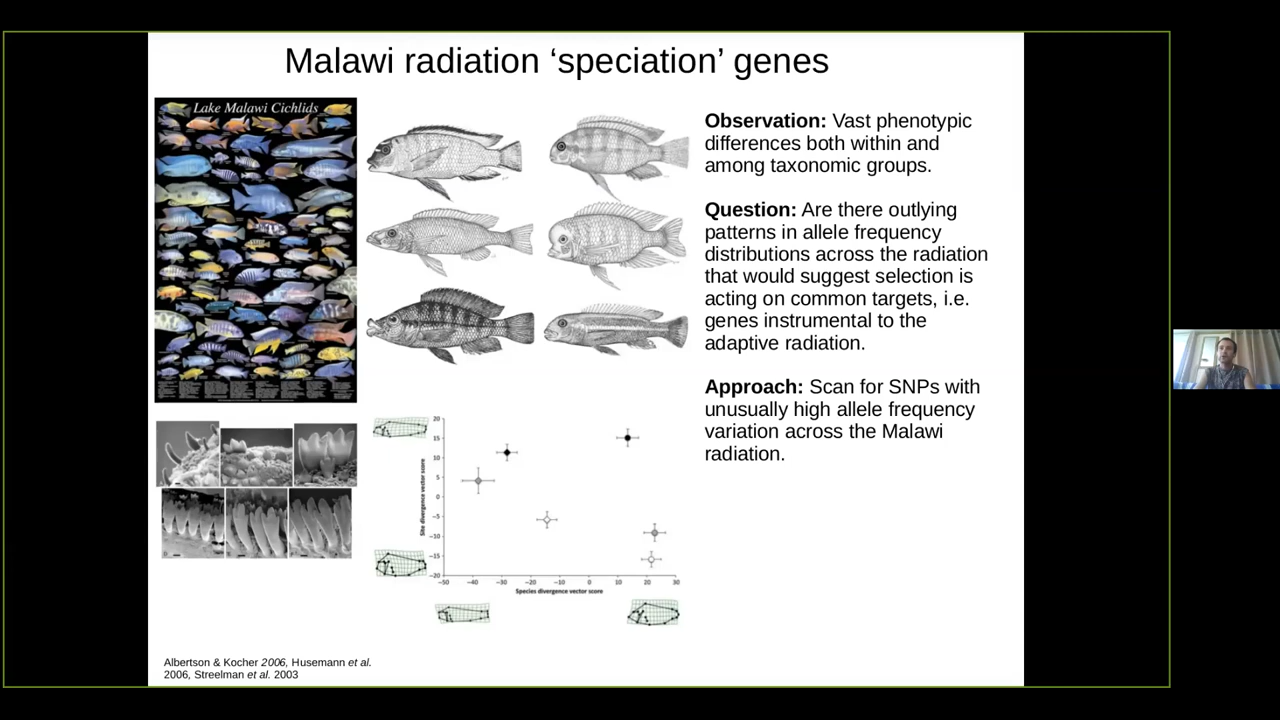 Malawi radiation ‘speciation’ genes
Lake Malawi Cichlids
Observation: Vast phenotypic
differences both within and
among taxonomic groups.
Question: Are there outlying
patterns in allele frequency
distributions across the radiation
that would suggest selection is
acting on common targets, i.e.
genes instrumental to the
adaptive radiation.
Approach: Scan for SNPs with
unusually high allele frequency
variation across the Malawi
radiation.
Site divergence vector score
20
15
10
5
0
−5
−10
−15
−20
−50 −40 −30 −20 −10 0 10 20 30
Species divergence vector score
Albertson & Kocher 2006, Husemann et al.
2006, Streelman et al. 2003